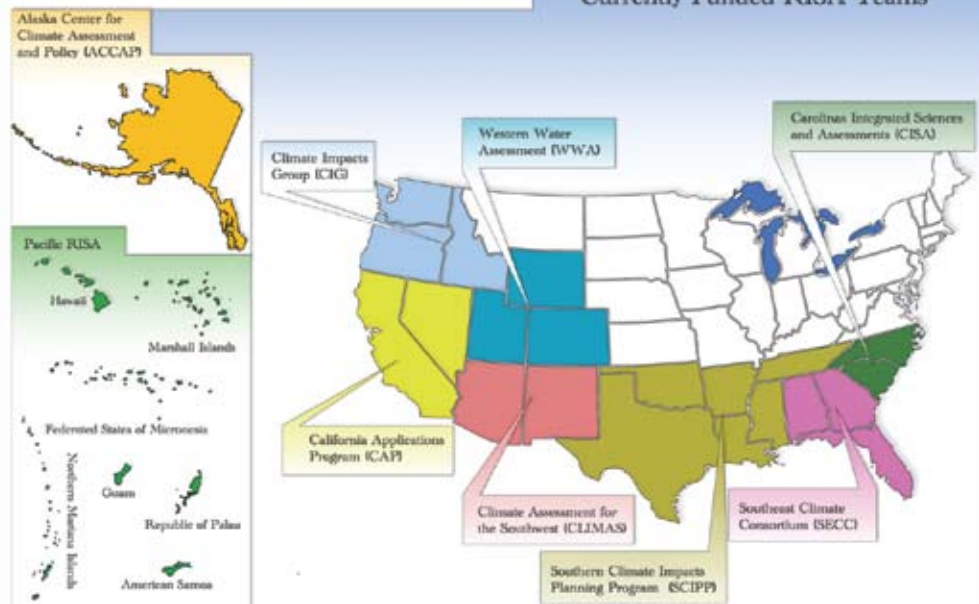 Currently Funded RISA Teams
Alaska Center for
Climate Assessment
and Policy (ACCAP)
Climate Impacts
Group (CIG)
Western Water
Assessment (WWA)
Carolinas Integrated Sciences
and Assessments (CISA)
Pacific RISA
Hawaii
Marshall Islands
Federated States of Micronesia
Northern Mariana Islands
Guam
Republic of Palau
American Samoa
California Applications
Program (CAP)
Climate Assessment for
the Southwest (CLIMAS)
Southern Climate Impacts
Planning Program (SCIPP)
Southeast Climate
Consortium (SECC)